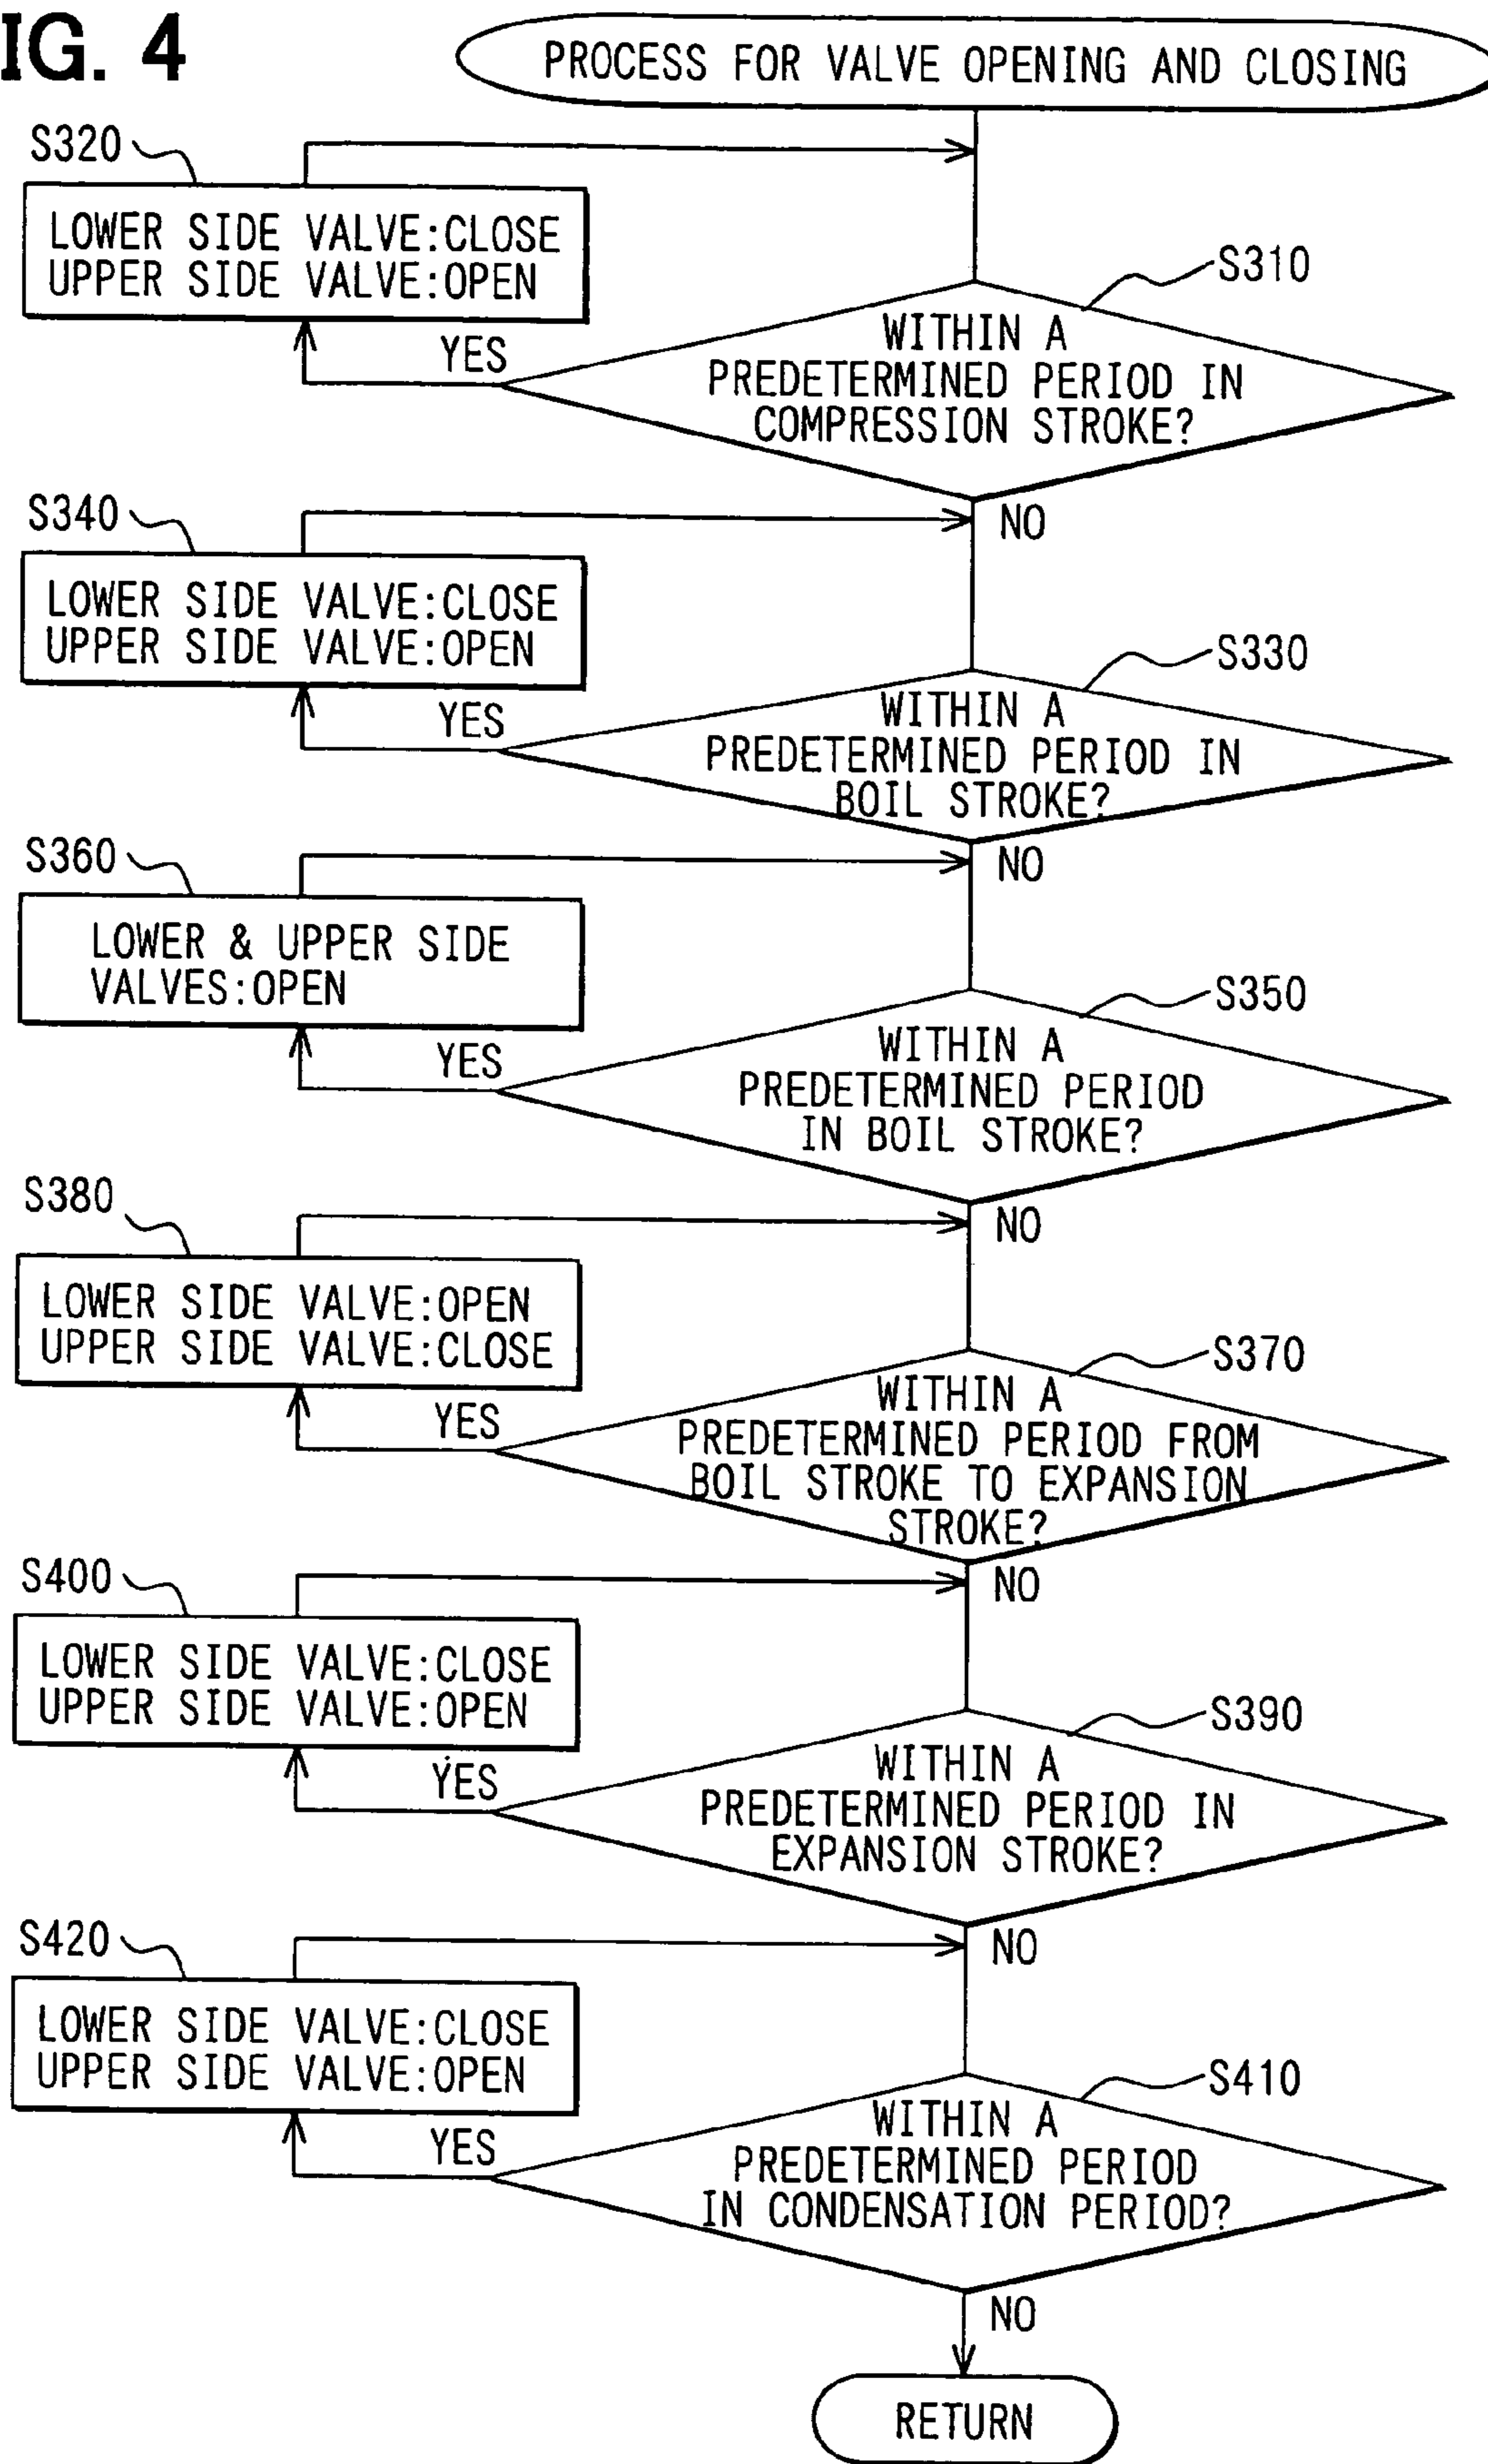 IG. 4
PROCESS FOR VALVE OPENING AND CLOSING
S320
LOWER SIDE VALVE:CLOSE
UPPER SIDE VALVE:OPEN
S310
YES
WITHIN A
PREDETERMINED PERIOD IN
COMPRESSION STROKE?
NO
S340
LOWER SIDE VALVE:CLOSE
UPPER SIDE VALVE:OPEN
S330
YES
WITHIN A
PREDETERMINED PERIOD IN
BOIL STROKE?
NO
S360
LOWER & UPPER SIDE
VALVES:OPEN
S350
YES
WITHIN A
PREDETERMINED PERIOD
IN BOIL STROKE?
NO
S380
LOWER SIDE VALVE:OPEN
UPPER SIDE VALVE:CLOSE
S370
YES
WITHIN A
PREDETERMINED PERIOD FROM
BOIL STROKE TO EXPANSION
STROKE?
NO
S400
LOWER SIDE VALVE:CLOSE
UPPER SIDE VALVE:OPEN
S390
YES
WITHIN A
PREDETERMINED PERIOD IN
EXPANSION STROKE?
NO
S420
LOWER SIDE VALVE:CLOSE
UPPER SIDE VALVE:OPEN
S410
YES
WITHIN A
PREDETERMINED PERIOD
IN CONDENSATION PERIOD?
NO
RETURN